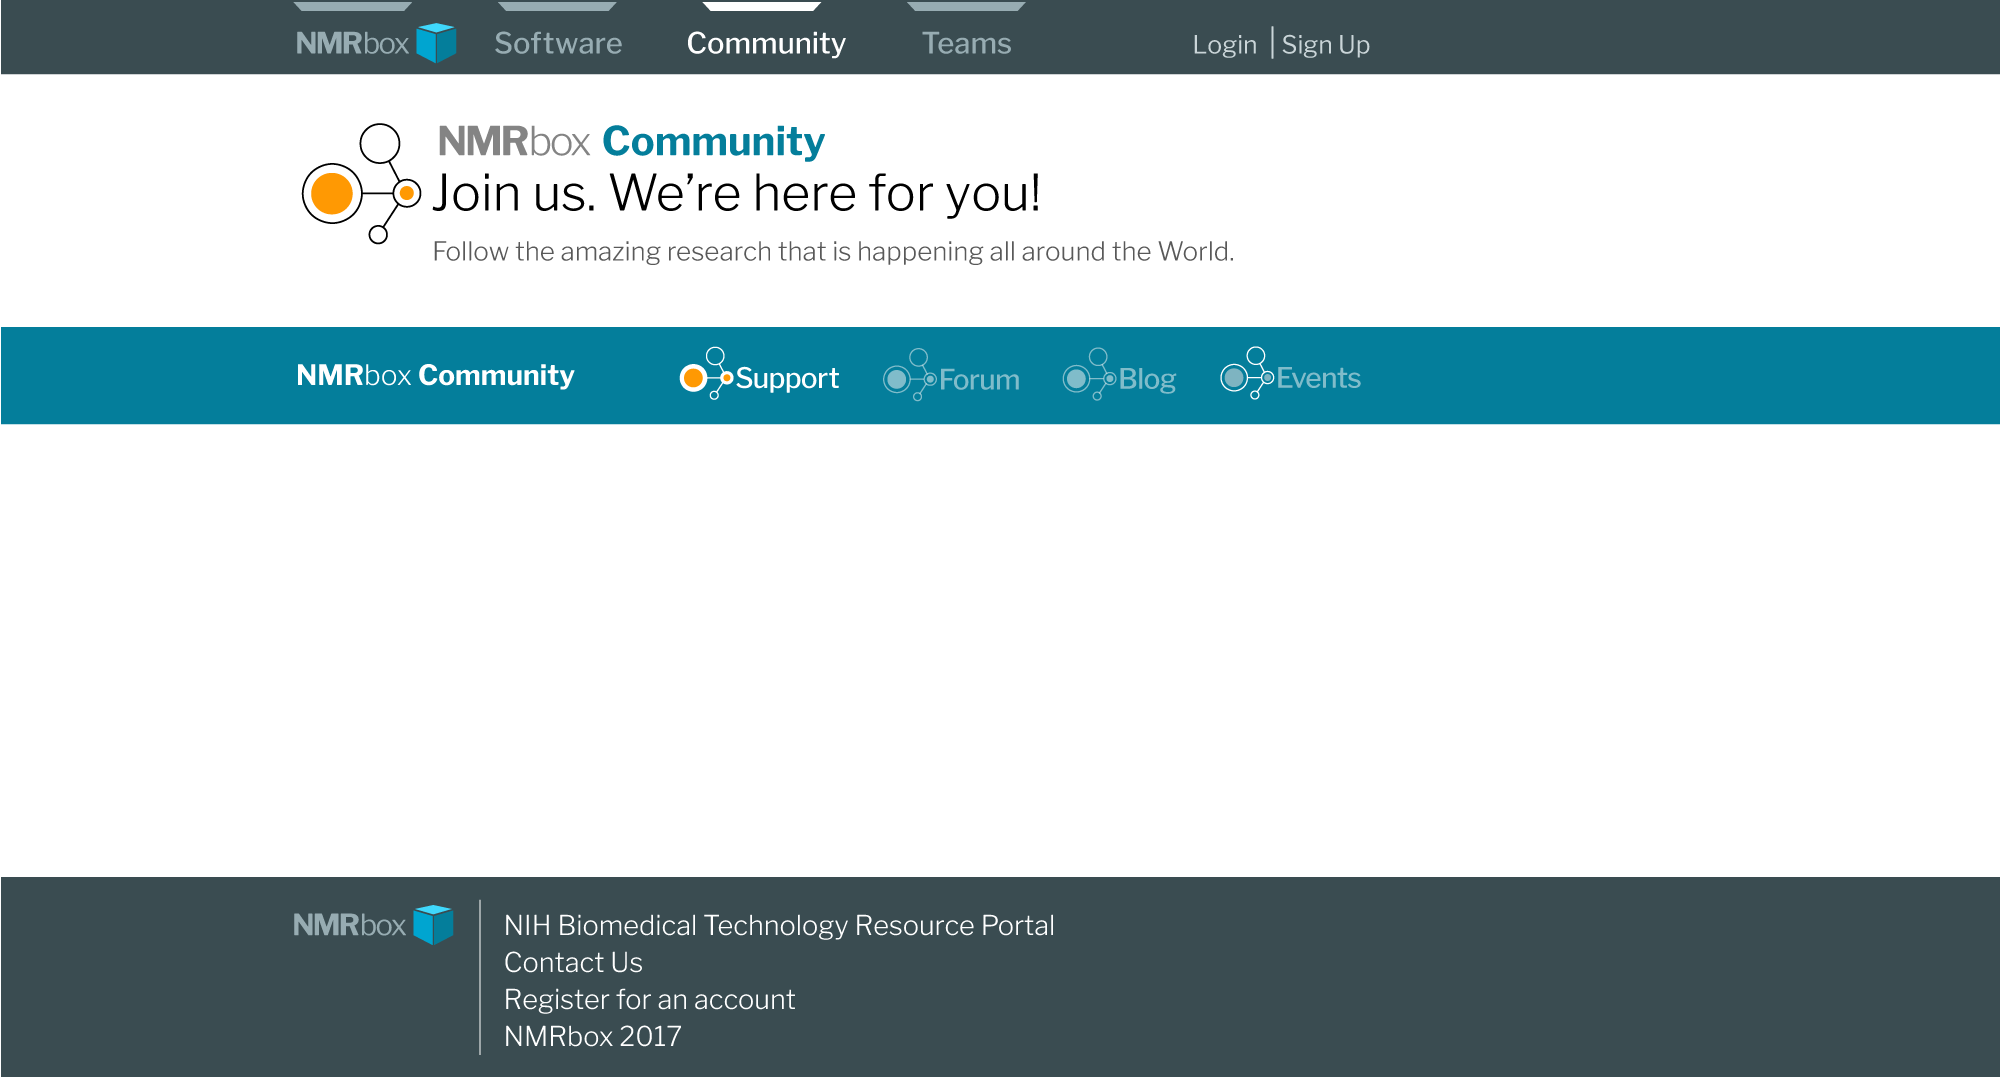 NMRbox Software Community Teams Login | Sign Up
NMRbox Community
Join us. We’re here for you!
Follow the amazing research that is happening all around the World.
NMRbox Community Support Forum Blog Events
NMRbox
NIH Biomedical Technology Resource Portal
Contact Us
Register for an account
NMRbox 2017